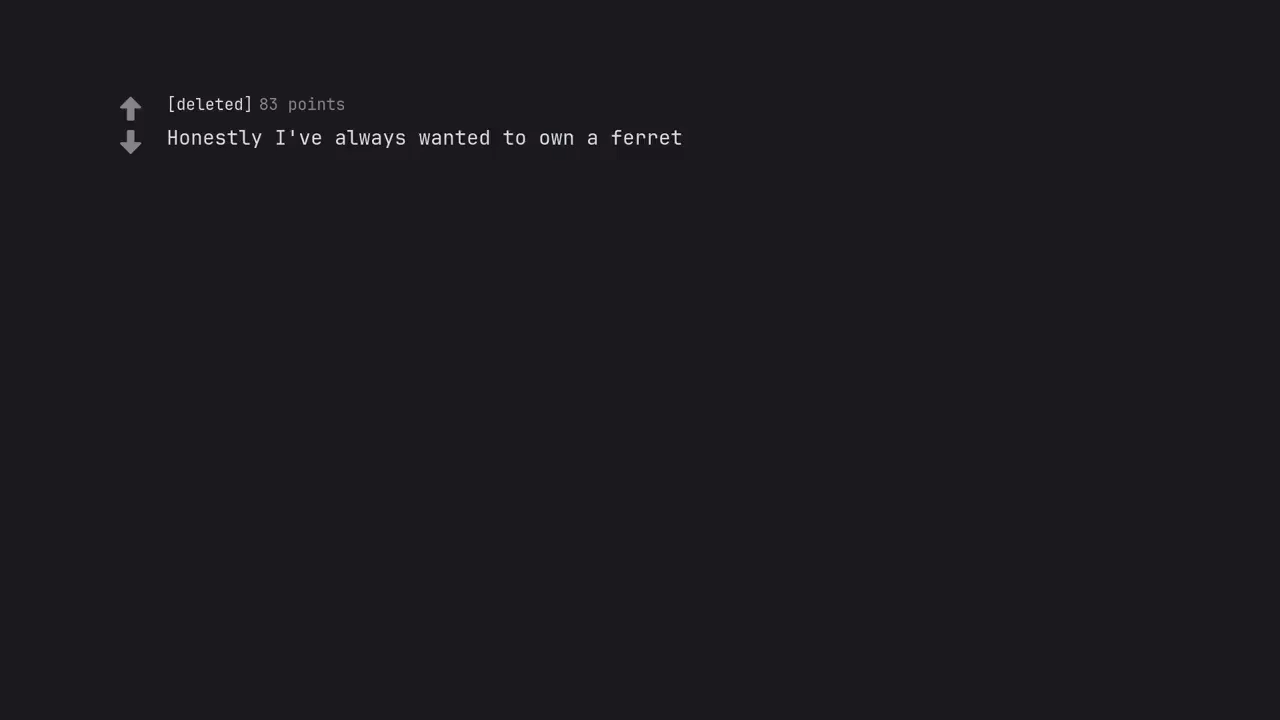 [deleted] 83 points
Honestly I've always wanted to own a ferret